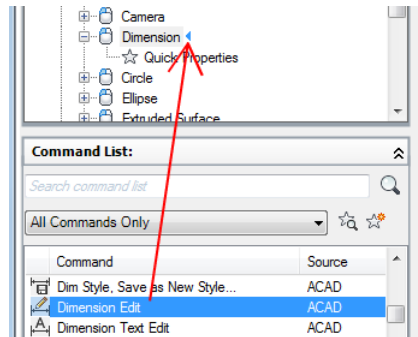 Camera
Dimension
Quick Properties
Circle
Ellipse
Extruded Surface
Command List:
Search command list
All Commands Only
Command Source
Dim Style, Save as New Style... ACAD
Dimension Edit ACAD
Dimension Text Edit ACAD